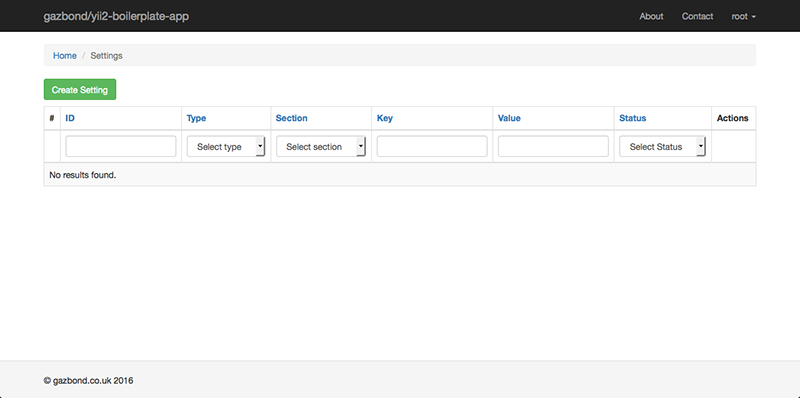 gazbond/yii2-boilerplate-app About Contact root
Home / Settings
Create Setting
# ID Type Section Key Value Status Actions
Select type Select section Select Status
No results found.
© gazbond.co.uk 2016